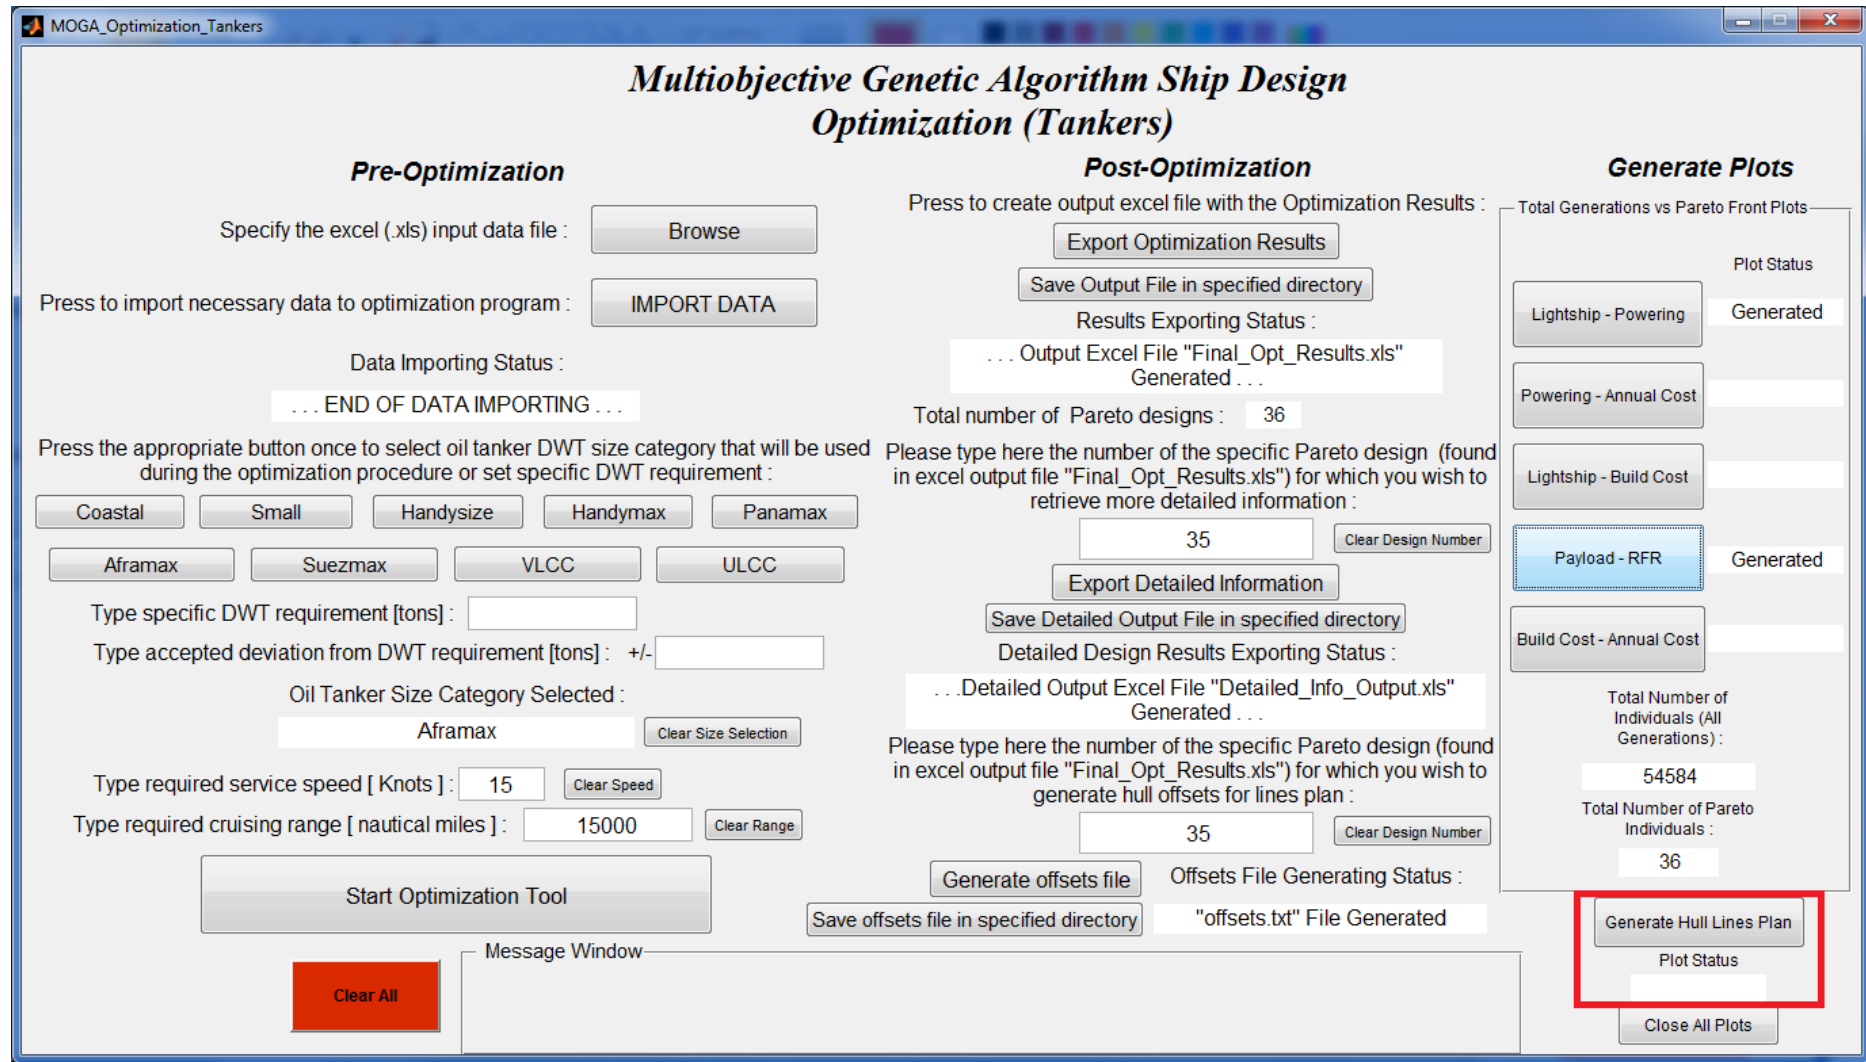 MOGA_Optimization_Tankers
Multiobjective Genetic Algorithm Ship Design
Optimization (Tankers)
Pre-Optimization
Specify the excel (.xls) input data file :
Browse
Press to import necessary data to optimization program :
IMPORT DATA
Data Importing Status :
. . . END OF DATA IMPORTING . . .
Press the appropriate button once to select oil tanker DWT size category that will be used
during the optimization procedure or set specific DWT requirement :
Coastal
Small
Handysize
Handymax
Panamax
Aframax
Suezmax
VLCC
ULCC
Type specific DWT requirement [tons] :
Type accepted deviation from DWT requirement [tons] : +/-
Oil Tanker Size Category Selected :
Aframax
Clear Size Selection
Type required service speed [ Knots ] :
15
Clear Speed
Type required cruising range [ nautical miles ] :
15000
Clear Range
Start Optimization Tool
Clear All
Message Window
Post-Optimization
Press to create output excel file with the Optimization Results :
Export Optimization Results
Save Output File in specified directory
Results Exporting Status :
. . . Output Excel File "Final_Opt_Results.xls"
Generated . . .
Total number of Pareto designs :
36
Please type here the number of the specific Pareto design (found
in excel output file "Final_Opt_Results.xls") for which you wish to
retrieve more detailed information :
35
Clear Design Number
Export Detailed Information
Save Detailed Output File in specified directory
Detailed Design Results Exporting Status :
. . .Detailed Output Excel File "Detailed_Info_Output.xls"
Generated . . .
Please type here the number of the specific Pareto design (found
in excel output file "Final_Opt_Results.xls") for which you wish to
generate hull offsets for lines plan :
35
Clear Design Number
Generate offsets file
Offsets File Generating Status :
Save offsets file in specified directory
"offsets.txt" File Generated
Generate Plots
Total Generations vs Pareto Front Plots
Plot Status
Lightship - Powering
Generated
Powering - Annual Cost
Lightship - Build Cost
Payload - RFR
Generated
Build Cost - Annual Cost
Total Number of
Individuals (All
Generations) :
54584
Total Number of Pareto
Individuals :
36
Generate Hull Lines Plan
Plot Status
Close All Plots